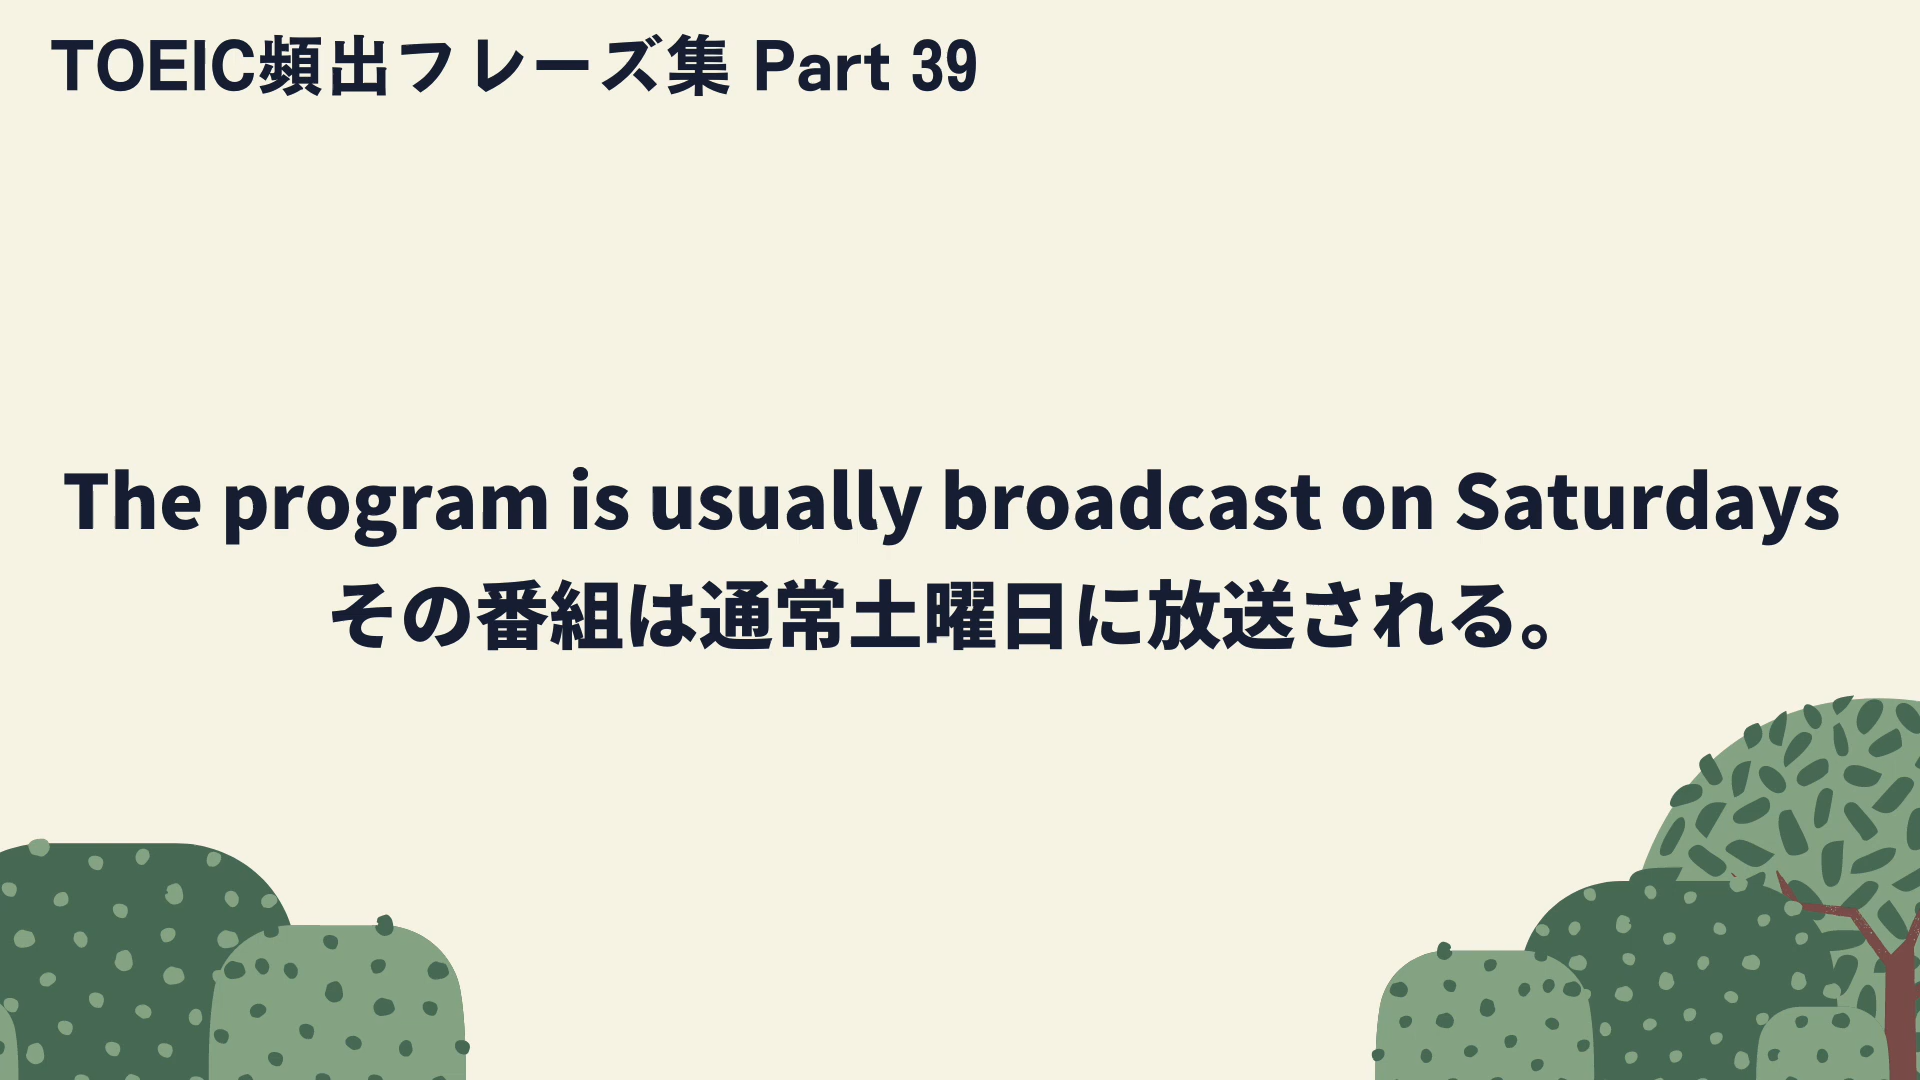 TOEIC頻出フレーズ集 Part 39
The program is usually broadcast on Saturdays
その番組は通常土曜日に放送される。